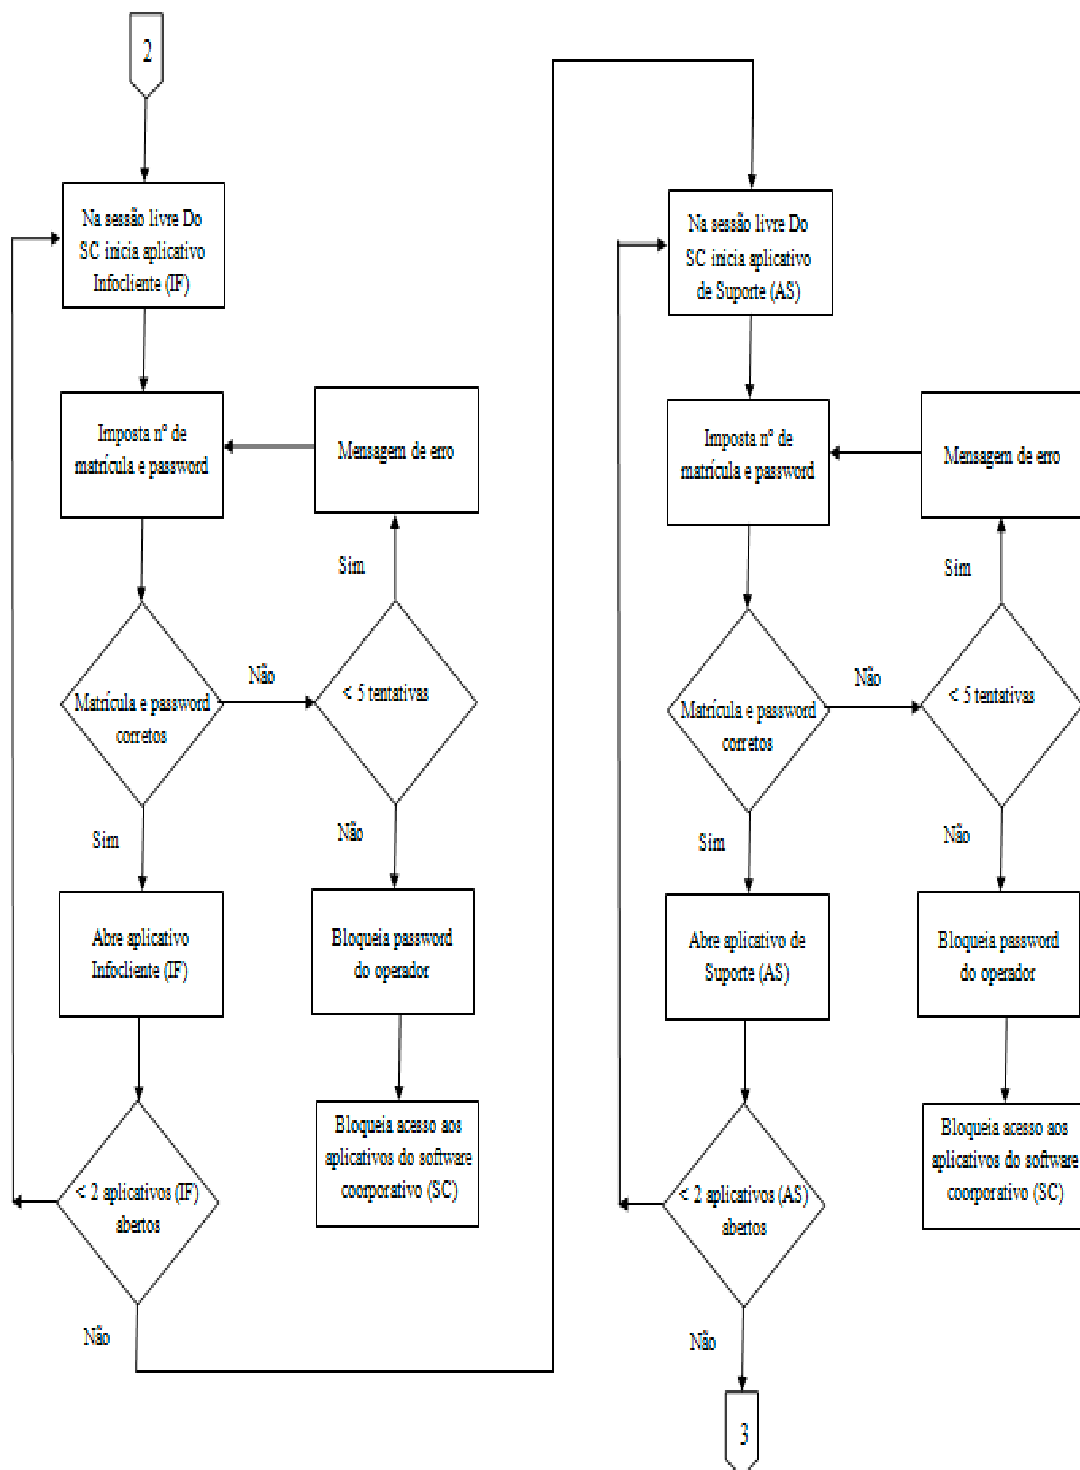 2
Na sessão livre Do
SC inicia aplicativo
Infocliente (IF)
Imposta nº de
matrícula e password
Mensagem de erro
Sim
Matrícula e password
corretos
Não
< 5 tentativas
Sim
Não
Abre aplicativo
Infocliente (IF)
Bloqueia password
do operador
< 2 aplicativos (IF)
abertos
Bloqueia acesso aos
aplicativos do software
coorporativo (SC)
Não
Na sessão livre Do
SC inicia aplicativo
de Suporte (AS)
Imposta nº de
matrícula e password
Mensagem de erro
Sim
Matrícula e password
corretos
Não
< 5 tentativas
Sim
Não
Abre aplicativo de
Suporte (AS)
Bloqueia password
do operador
< 2 aplicativos (AS)
abertos
Bloqueia acesso aos
aplicativos do software
coorporativo (SC)
Não
3